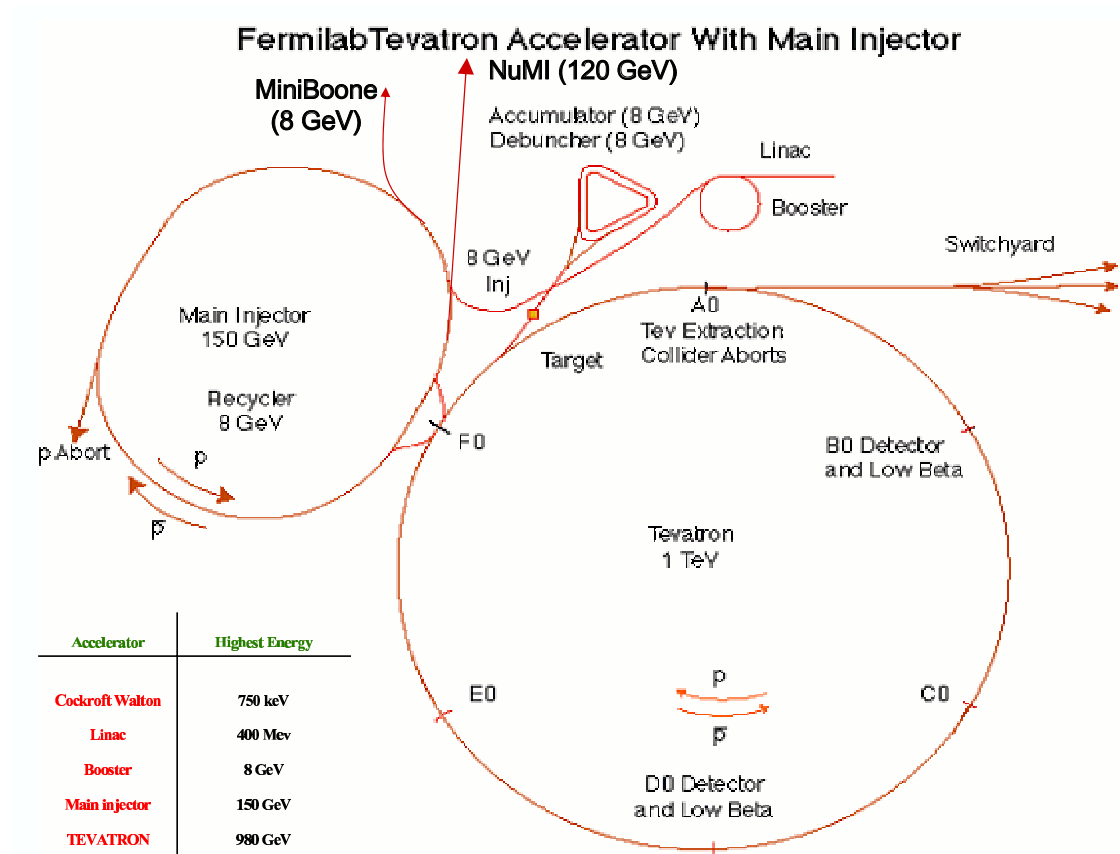 FermilabTevatron Accelerator With Main Injector
NuMI (120 GeV)
MiniBoone
(8 GeV)
Accumulator (8 GeV)
Debuncher (8 GeV)
Linac
Booster
Switchyard
8 GeV
Inj
A0
Tev Extraction
Collider Aborts
Main Injector
150 GeV
Target
Recycler
8 GeV
F0
B0 Detector
and Low Beta
p Abort
p
p̅
Tevatron
1 TeV
Accelerator Highest Energy
Cockroft Walton 750 keV
Linac 400 Mev
Booster 8 GeV
Main injector 150 GeV
TEVATRON 980 GeV
E0
p
p̅
C0
D0 Detector
and Low Beta